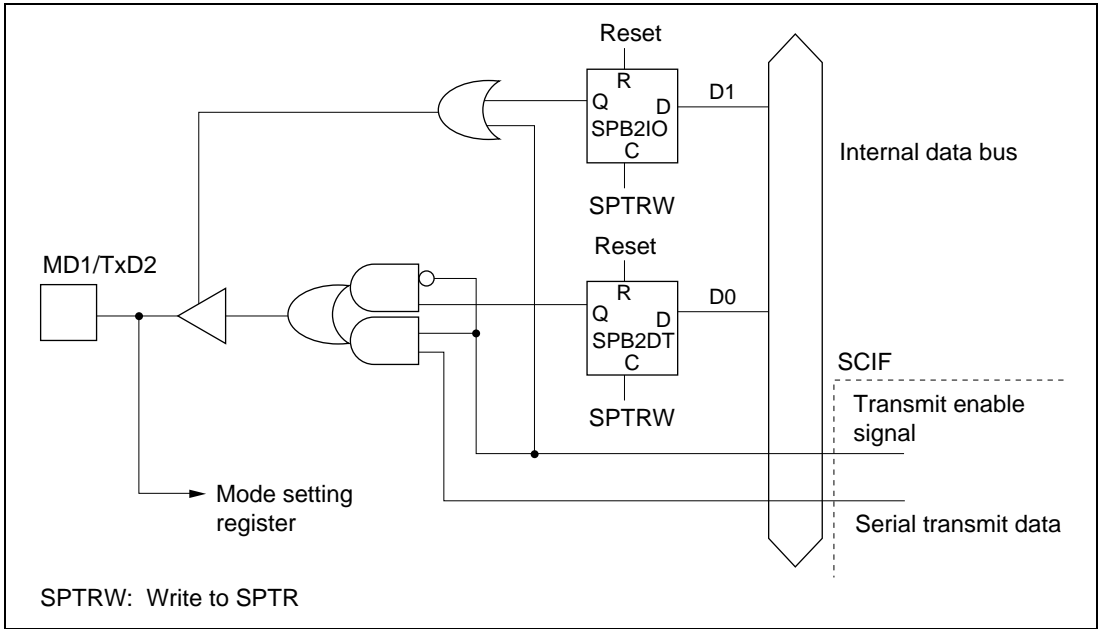 Reset
R
Q
D
D1
SPB2IO
C
Internal data bus
SPTRW
Reset
MD1/TxD2
R
D0
Q
D
SPB2DT
C
SCIF
SPTRW
Transmit enable
signal
Mode setting
register
Serial transmit data
SPTRW: Write to SPTR